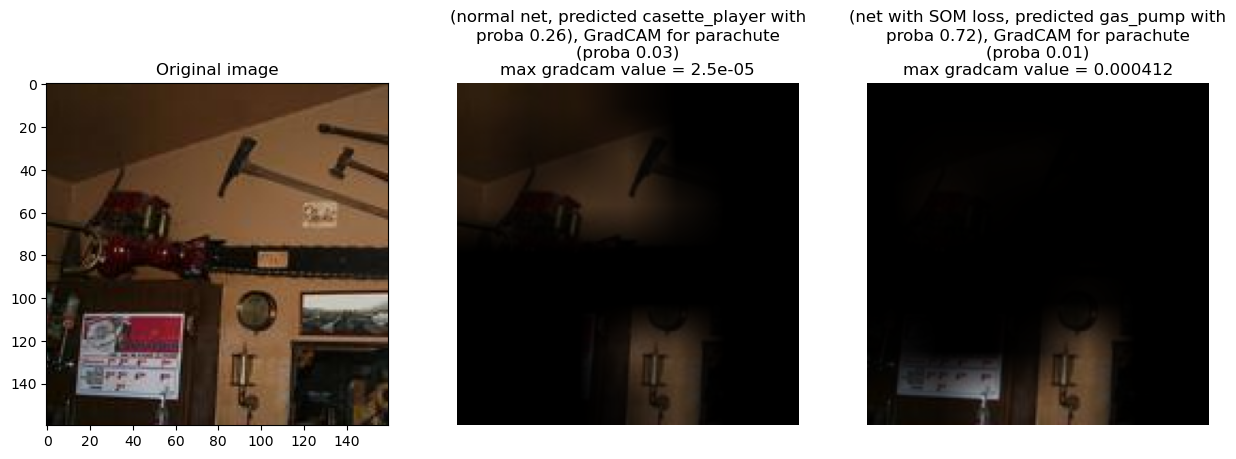 (normal net, predicted casette_player with
proba 0.26), GradCAM for parachute
(proba 0.03)
max gradcam value = 2.5e-05
(net with SOM loss, predicted gas_pump with
proba 0.72), GradCAM for parachute
(proba 0.01)
max gradcam value = 0.000412
Original image
0
20
40
60
80
100
120
140
0
20
40
60
80
100
120
140